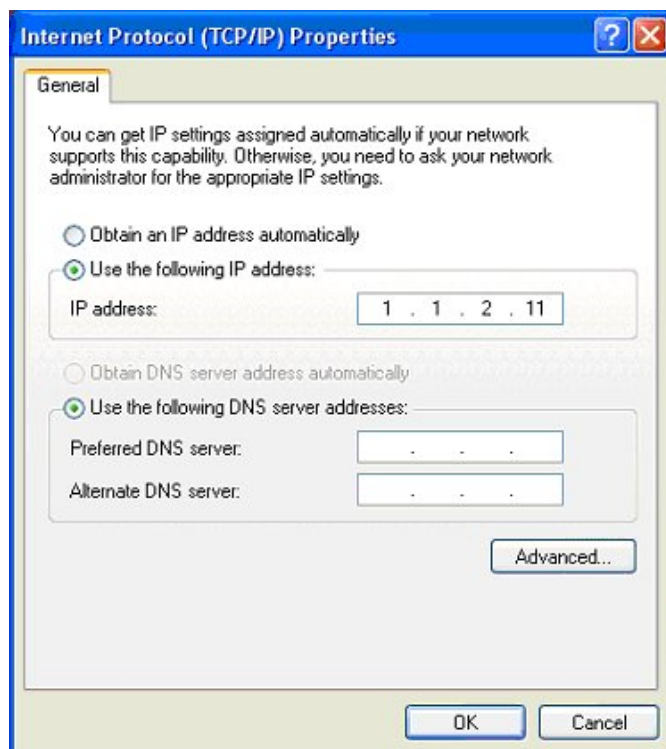 Internet Protocol (TCP/IP) Properties
General
You can get IP settings assigned automatically if your network
supports this capability. Otherwise, you need to ask your network
administrator for the appropriate IP settings.
Obtain an IP address automatically
Use the following IP address:
IP address: 1 . 1 . 2 . 11
Obtain DNS server address automatically
Use the following DNS server addresses:
Preferred DNS server: . . .
Alternate DNS server: . . .
Advanced...
OK Cancel